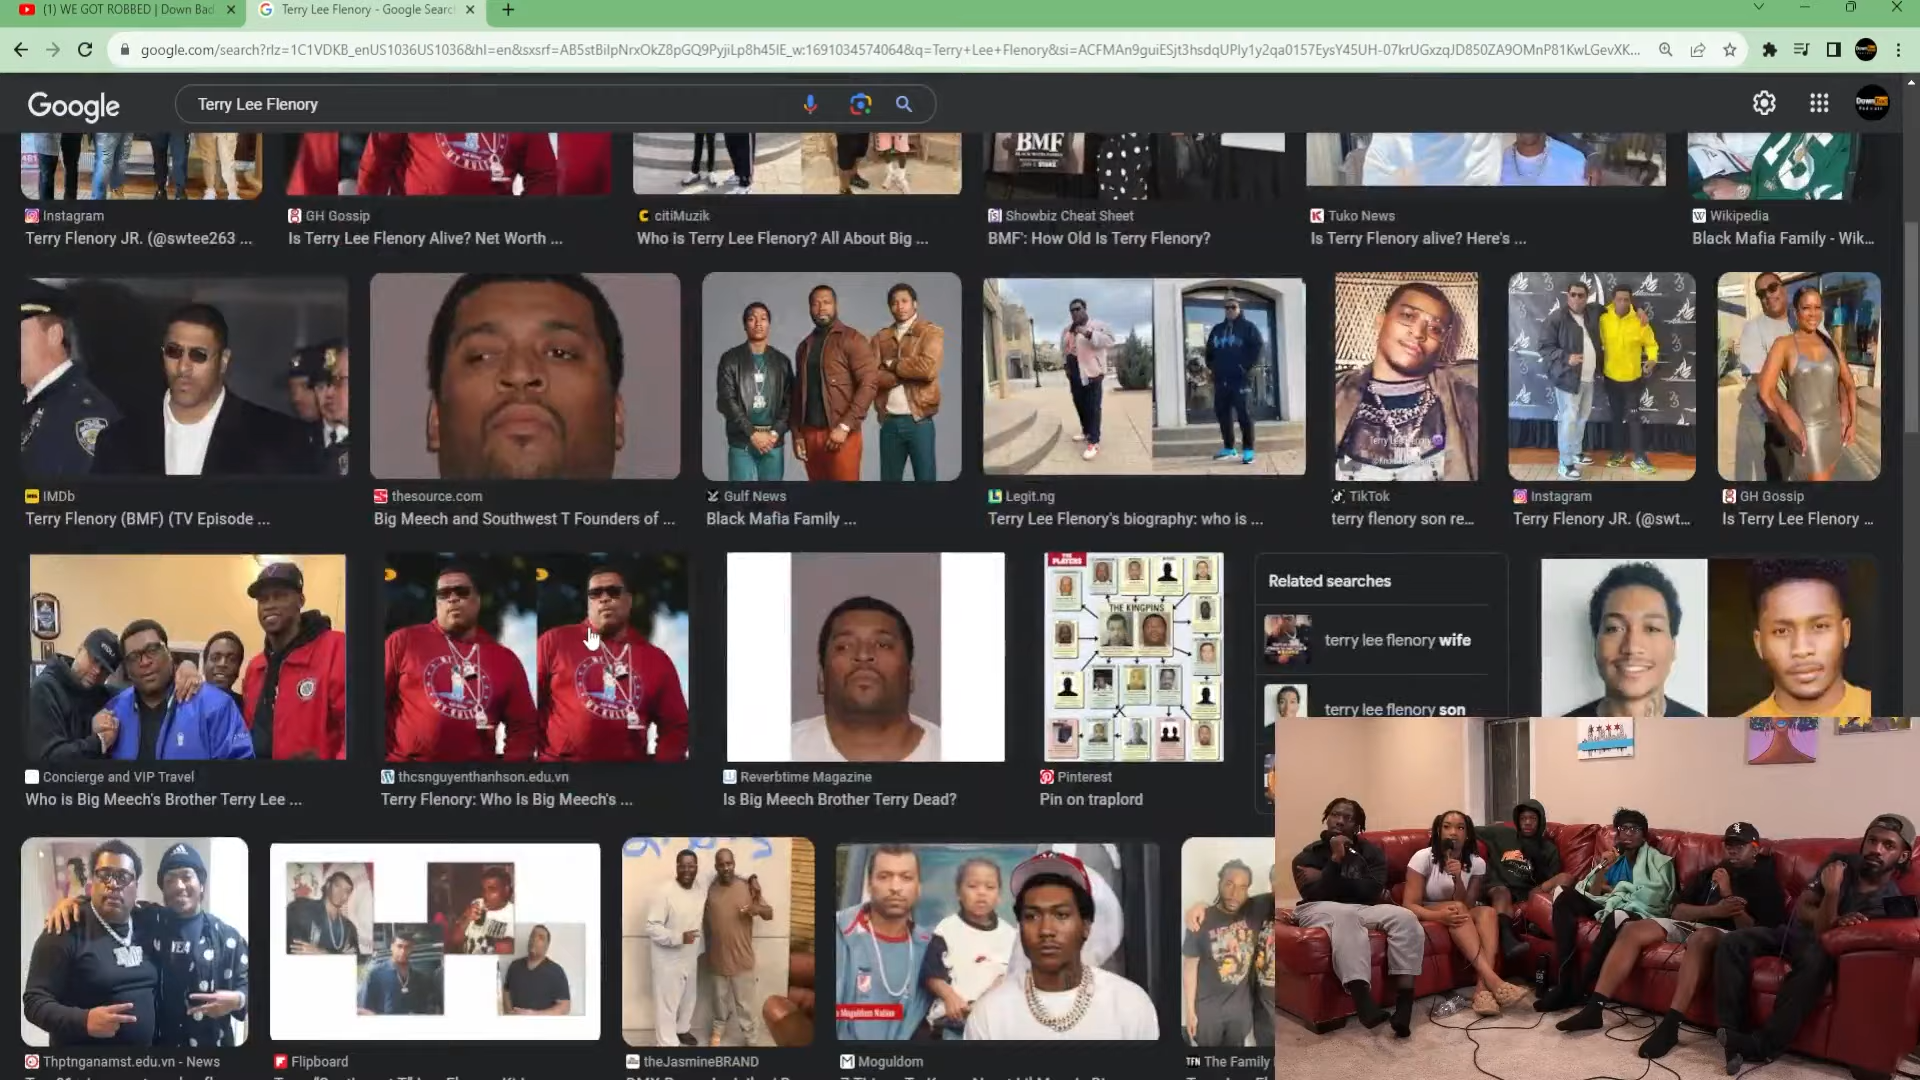 (1) WE GOT ROBBED | Down Bad
Terry Lee Flenory - Google Search
google.com/search?rlz=1C1VDKB_enUS1036US1036&hl=en&sxsrf=AB5stBilpNrxOkZ8pGQ9PyjiLp8h45lE_w:1691034574064&q=Terry+Lee+Flenory&si=ACFMAn9guiESjt3hsdqUPly1y2qa0157EysY45UH-07krUGxzqJD850ZA9OMnP81KwLGevXK...
Google
Terry Lee Flenory
BMF
Instagram
Terry Flenory JR. (@swtee263 ...
GH Gossip
Is Terry Lee Flenory Alive? Net Worth ...
citiMuzik
Who is Terry Lee Flenory? All About Big ...
Showbiz Cheat Sheet
BMF': How Old Is Terry Flenory?
Tuko News
Is Terry Flenory alive? Here's ...
Wikipedia
Black Mafia Family - Wik...
IMDb
Terry Flenory (BMF) (TV Episode ...
thesource.com
Big Meech and Southwest T Founders of ...
Gulf News
Black Mafia Family ...
Legit.ng
Terry Lee Flenory's biography: who is ...
TikTok
terry flenory son re...
Instagram
Terry Flenory JR. (@swt...
GH Gossip
Is Terry Lee Flenory ...
THE
PLAYERS
THE KINGPINS
Related searches
terry lee flenory wife
terry lee flenory son
Concierge and VIP Travel
Who is Big Meech's Brother Terry Lee ...
thcsnguyenthanhson.edu.vn
Terry Flenory: Who Is Big Meech's ...
Reverbtime Magazine
Is Big Meech Brother Terry Dead?
Pinterest
Pin on traplord
Moguldom Nation
Thptnganamst.edu.vn - News
Flipboard
theJasmineBRAND
Moguldom
The Family